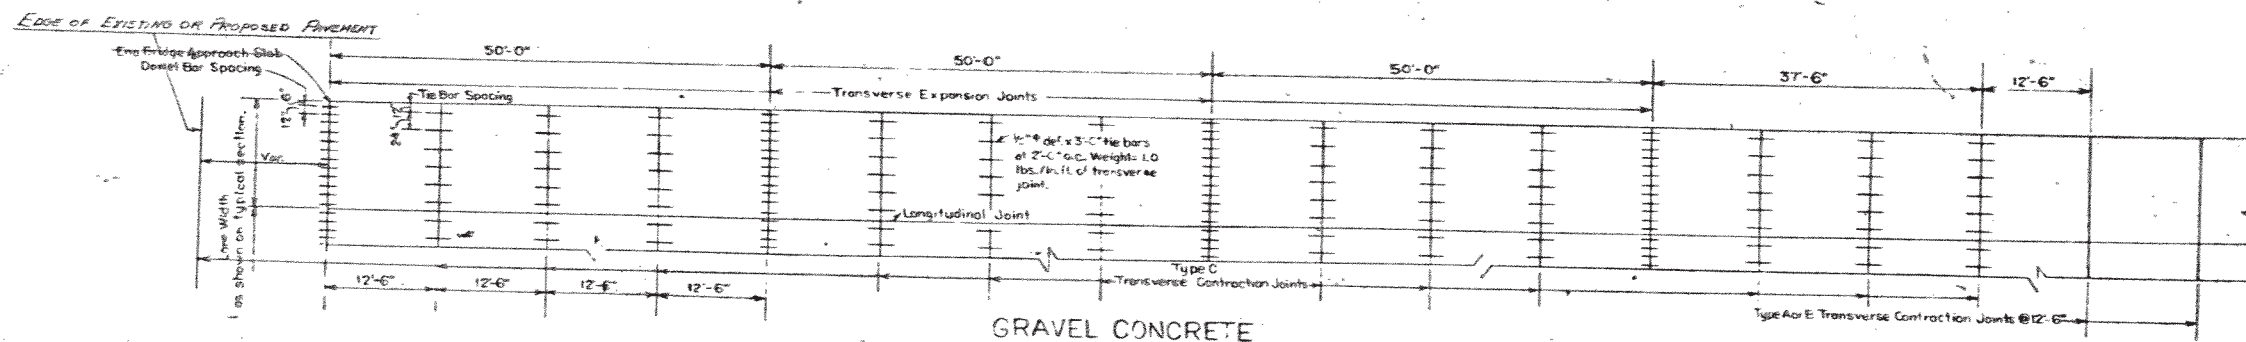 EDGE OF EXISTING OR PROPOSED PAVEMENT
End Bridge Approach Slab
Dowel Bar Spacing
50'-0"
50'-0"
50'-0"
37'-6"
12'-6"
Tie Bar Spacing
Transverse Expansion Joints
6"
12"
12"
24"
Var.
Lane Width
as shown on typical section.
def. x 3'-0" tie bars
at 2'-0" o.c. Weight = 1.0
lbs./lin.ft. of transverse
joint.
Longitudinal Joint
12'-6"
12'-6"
12'-6"
12'-6"
Type C
Transverse Contraction Joints
Type A or E Transverse Contraction Joints @ 12'-6"
GRAVEL CONCRETE